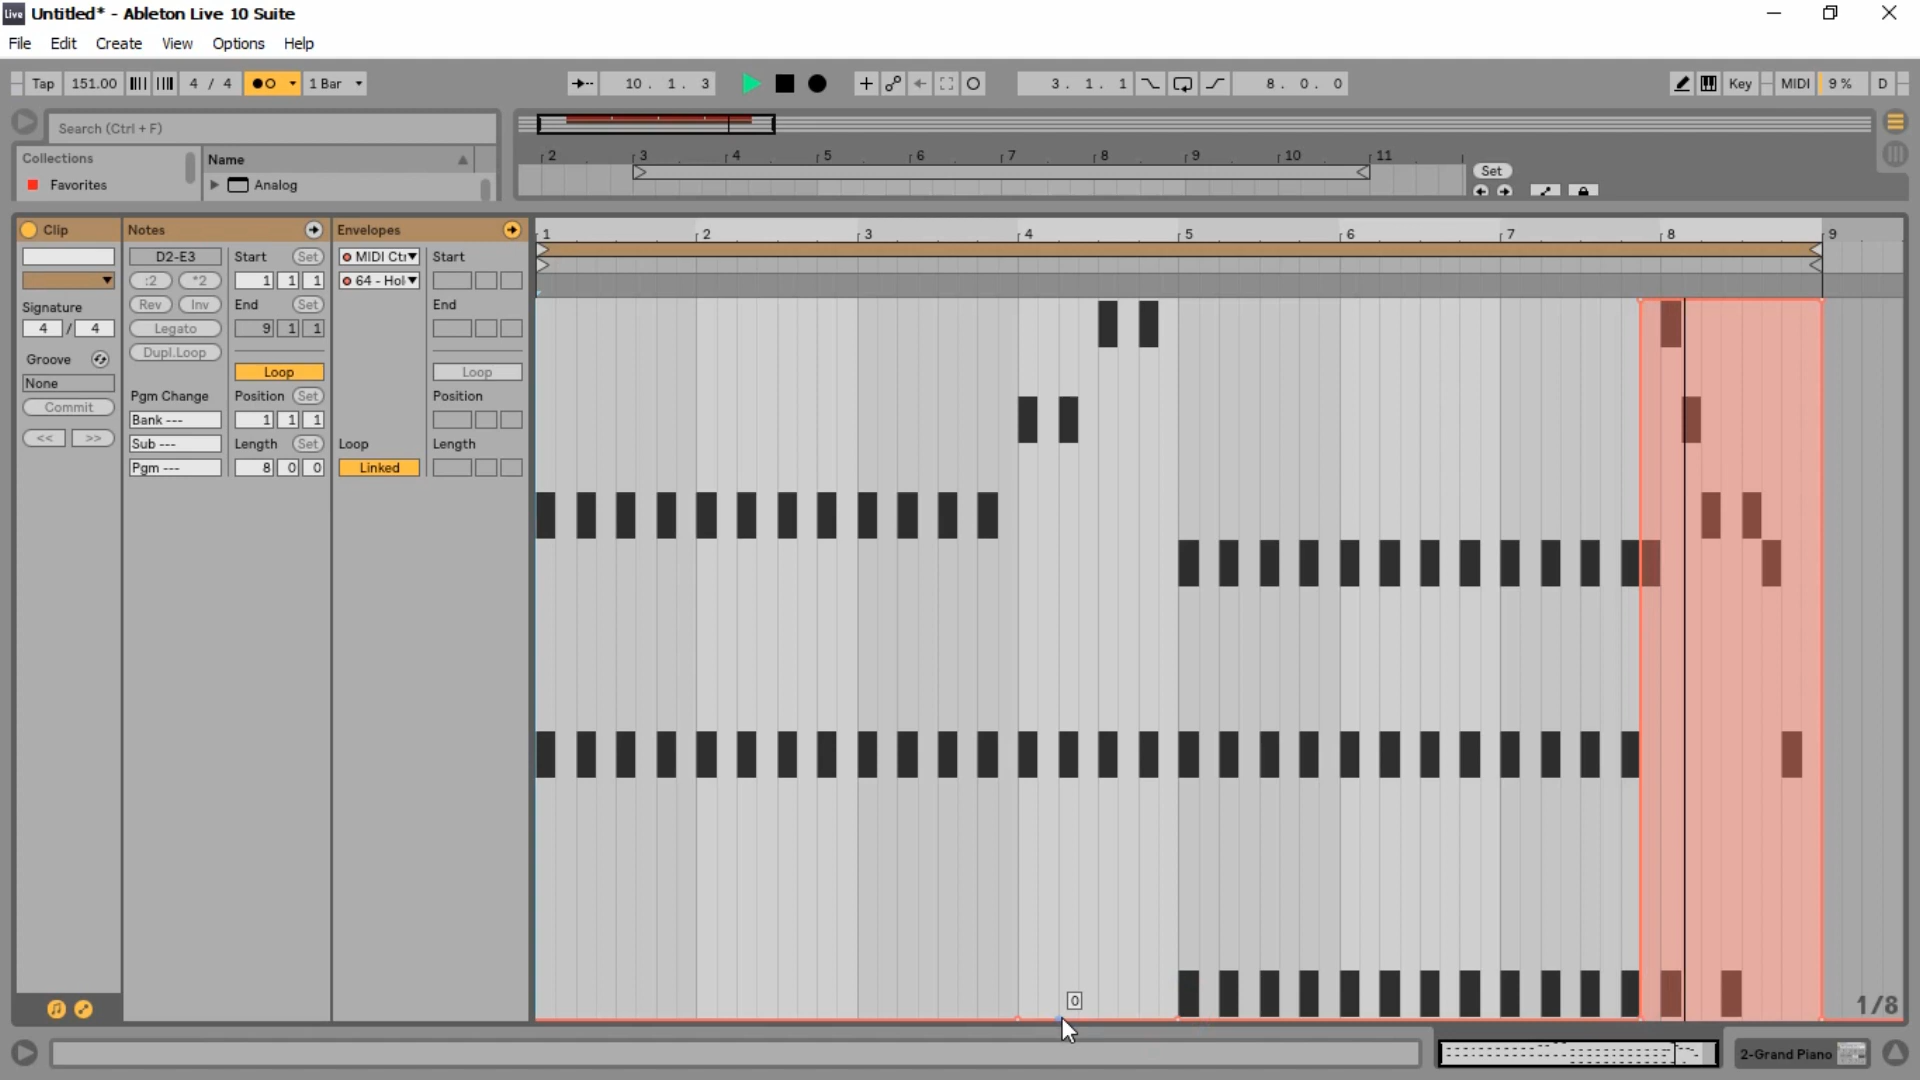 Live Untitled* - Ableton Live 10 Suite
File Edit Create View Options Help
Tap 151.00 4 / 4 1 Bar 10 . 1 . 3 3 . 1 . 1 8 . 0 . 0 Key MIDI 9 % D
Search (Ctrl + F)
Collections Name
Favorites Analog
2 3 4 5 6 7 8 9 10 11
Set
Clip Notes Envelopes
1 2 3 4 5 6 7 8 9
D2-E3 Start Set MIDI Ctr Start
:2 *2 1 1 1 64 - Hol
Rev Inv End Set End
Signature
4 / 4 Legato 9 1 1
Dupl.Loop
Groove
Loop Loop
None
Pgm Change Position Set Position
Commit
Bank --- 1 1 1
<< >> Sub --- Length Set Loop Length
Pgm --- 8 0 0 Linked
0
1/8
2-Grand Piano